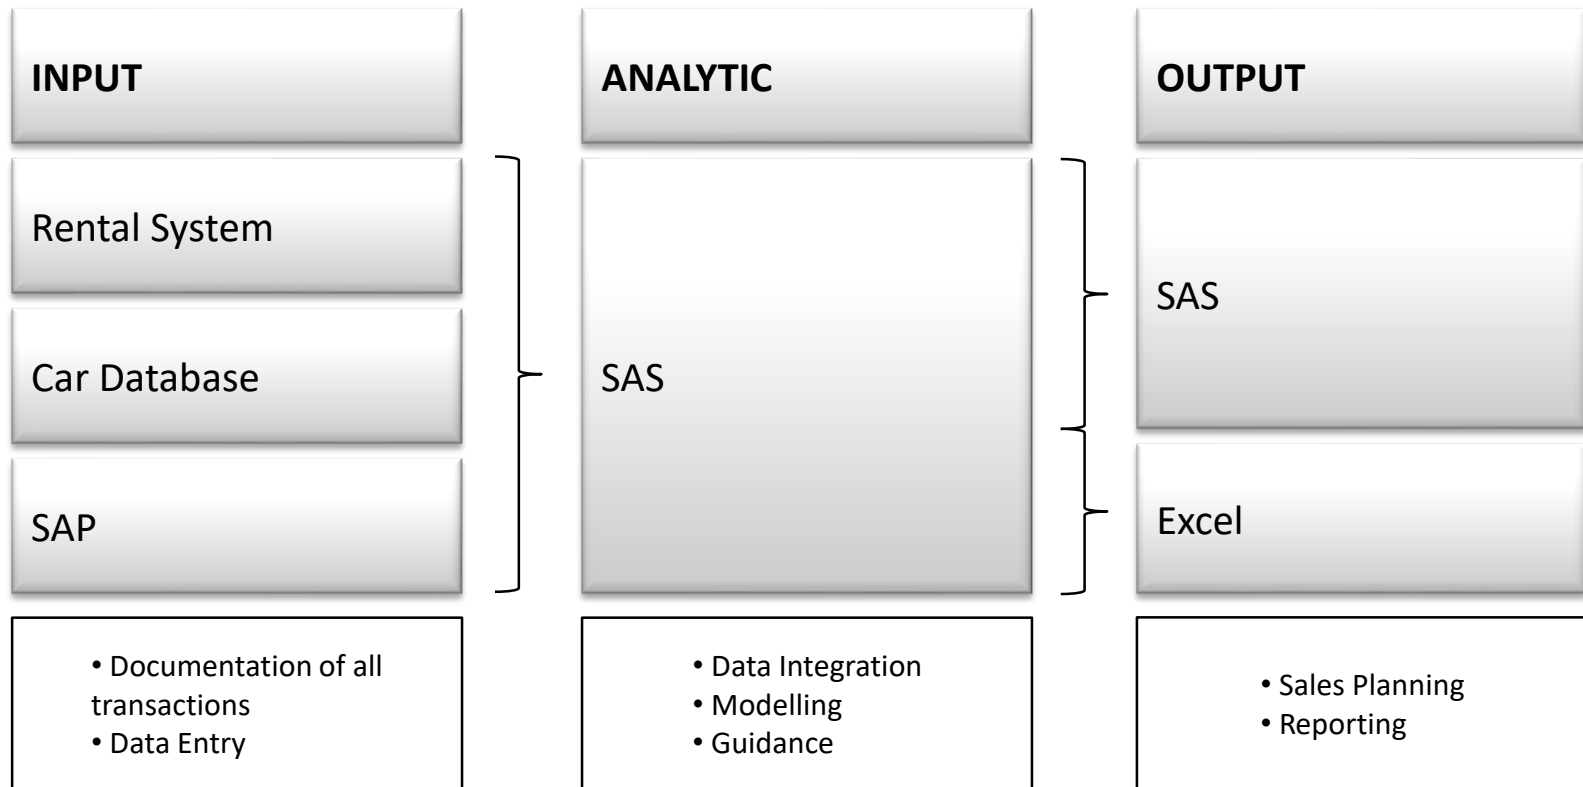 INPUT
ANALYTIC
OUTPUT
Rental System
Car Database
SAP
SAS
SAS
Excel
• Documentation of all
transactions
• Data Entry
• Data Integration
• Modelling
• Guidance
• Sales Planning
• Reporting